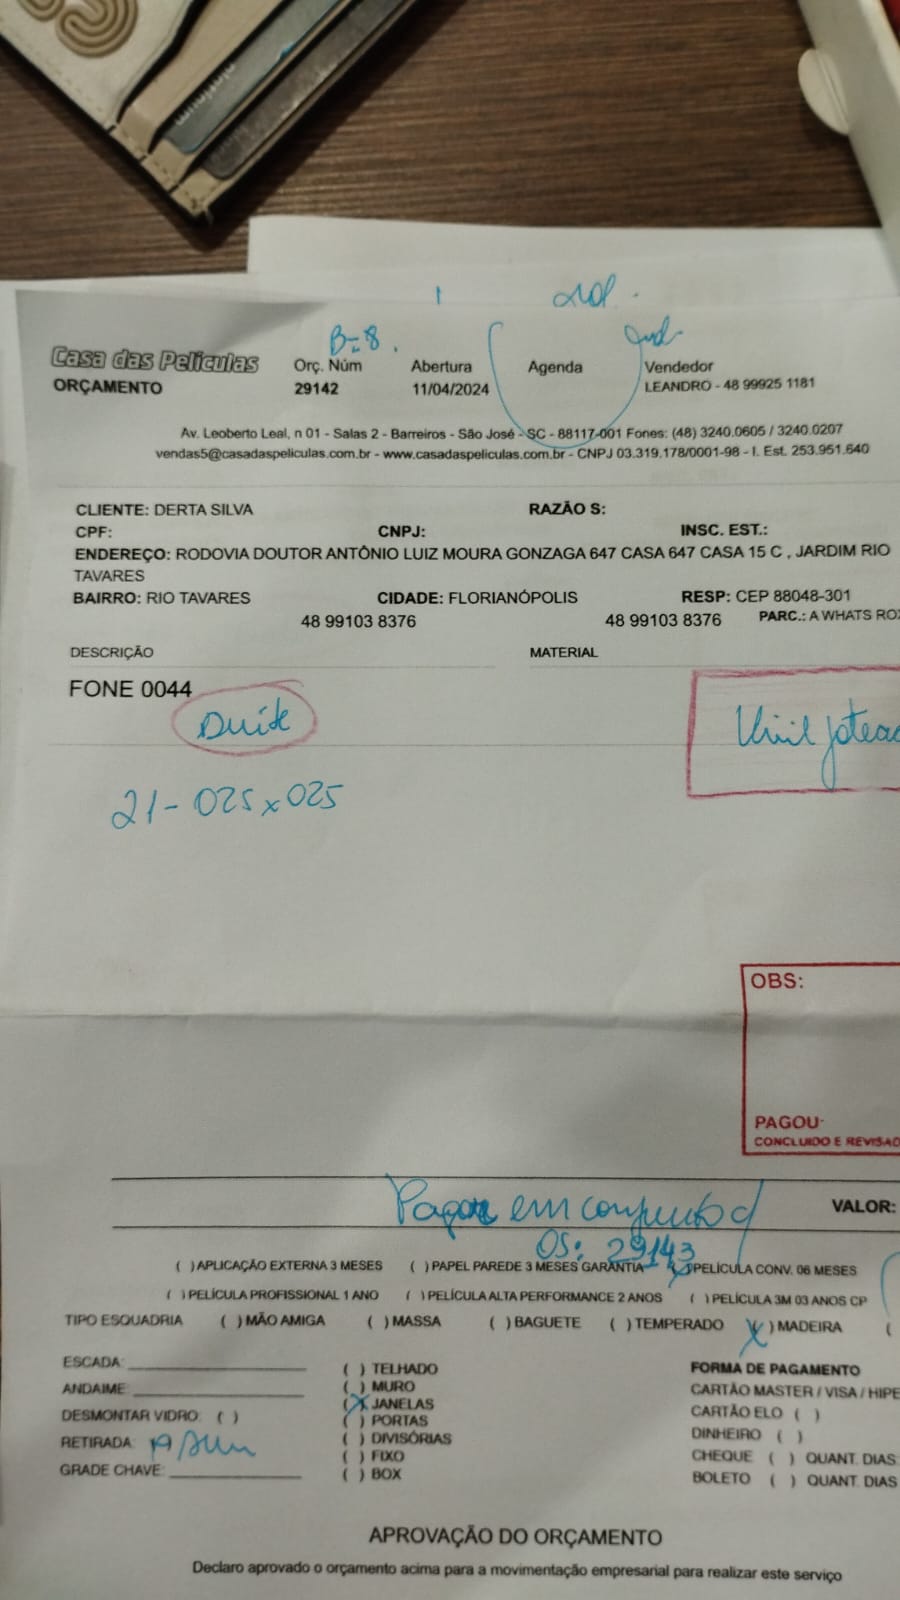 platinum
B=8.
Casa das Películas Orç. Núm Abertura Agenda Vendedor
ORÇAMENTO 29142 11/04/2024 LEANDRO - 48 99925 1181
Av. Leoberto Leal, n 01 - Salas 2 - Barreiros - São José - SC - 88117-001 Fones: (48) 3240.0605 / 3240.0207
vendas5@casadaspeliculas.com.br - www.casadaspeliculas.com.br - CNPJ 03.319.178/0001-98 - I. Est. 253.951.640
CLIENTE: DERTA SILVA RAZÃO S:
CPF: CNPJ: INSC. EST.:
ENDEREÇO: RODOVIA DOUTOR ANTÔNIO LUIZ MOURA GONZAGA 647 CASA 647 CASA 15 C , JARDIM RIO
TAVARES
BAIRRO: RIO TAVARES CIDADE: FLORIANÓPOLIS RESP: CEP 88048-301
48 99103 8376 48 99103 8376 PARC.: A WHATS
DESCRIÇÃO MATERIAL
FONE 0044
Suite
21 - 025 x 025
OBS:
PAGOU
CONCLUIDO E REVISAD
Pagar em conjunto VALOR:
OS: 29143
( ) APLICAÇÃO EXTERNA 3 MESES ( ) PAPEL PAREDE 3 MESES GARANTIA (X) PELÍCULA CONV. 06 MESES
( ) PELÍCULA PROFISSIONAL 1 ANO ( ) PELÍCULA ALTA PERFORMANCE 2 ANOS ( ) PELÍCULA 3M 03 ANOS CP
TIPO ESQUADRIA ( ) MÃO AMIGA ( ) MASSA ( ) BAGUETE ( ) TEMPERADO (X) MADEIRA (
ESCADA: ( ) TELHADO FORMA DE PAGAMENTO
ANDAIME: ( ) MURO CARTÃO MASTER / VISA / HIPE
(X) JANELAS
DESMONTAR VIDRO: ( ) ( ) PORTAS CARTÃO ELO ( )
RETIRADA: ( ) DIVISÓRIAS DINHEIRO ( )
( ) FIXO CHEQUE ( ) QUANT. DIAS
GRADE CHAVE: ( ) BOX BOLETO ( ) QUANT. DIAS
APROVAÇÃO DO ORÇAMENTO
Declaro aprovado o orçamento acima para a movimentação empresarial para realizar este serviço